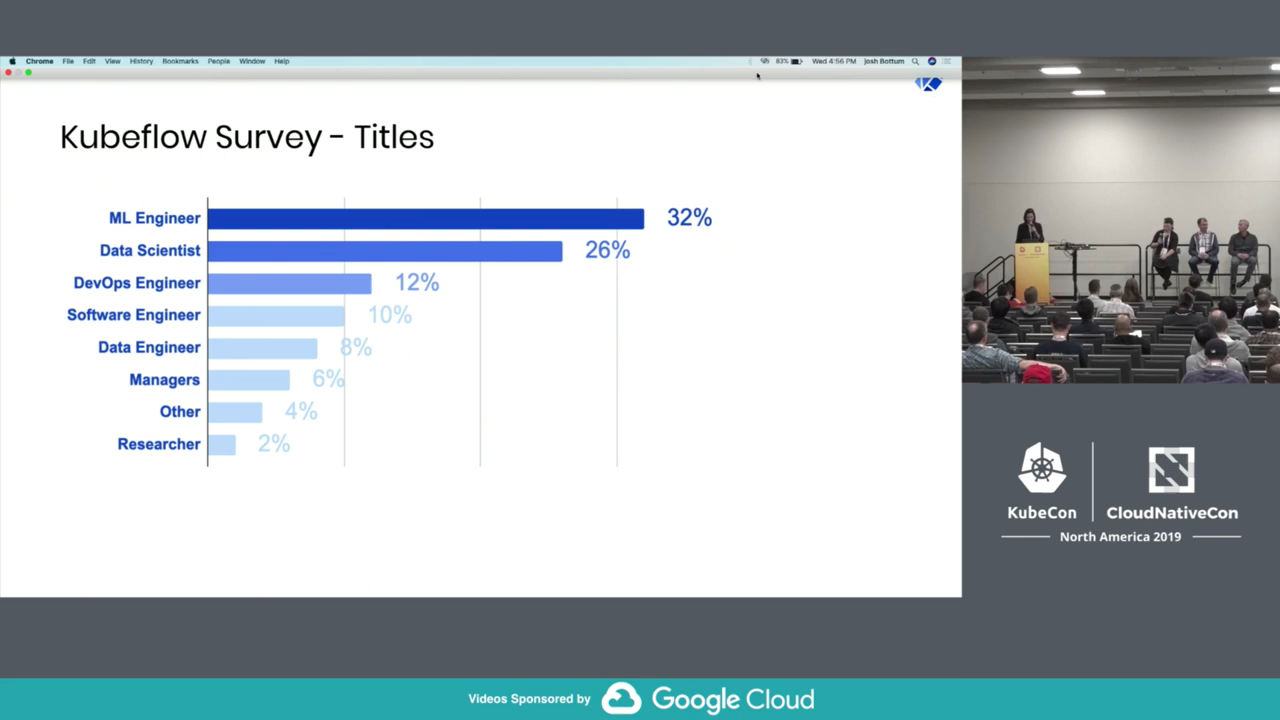 Chrome File Edit View History Bookmarks People Window Help 83% Wed 4:56 PM Josh Bottum
Kubeflow Survey - Titles
ML Engineer 32%
Data Scientist 26%
DevOps Engineer 12%
Software Engineer 10%
Data Engineer 8%
Managers 6%
Other 4%
Researcher 2%
KubeCon CloudNativeCon
North America 2019
Videos Sponsored by Google Cloud